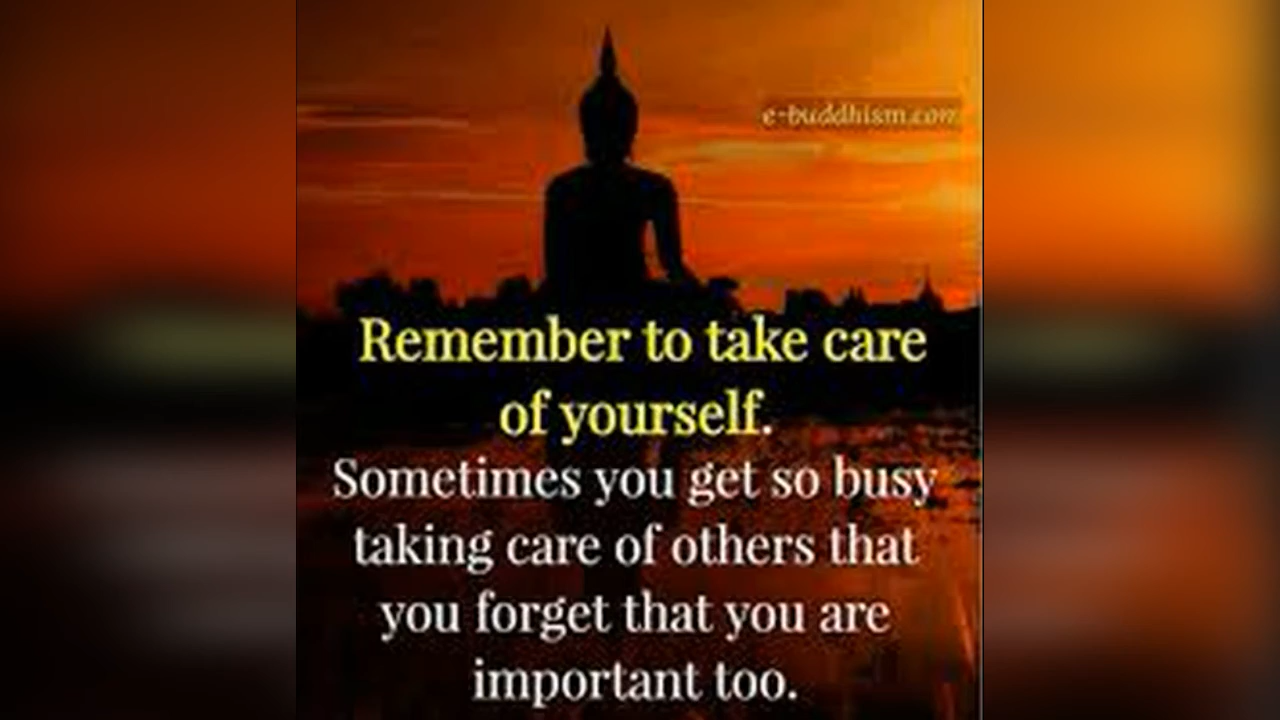 e-buddhism.com
Remember to take care
of yourself.
Sometimes you get so busy
taking care of others that
you forget that you are
important too.